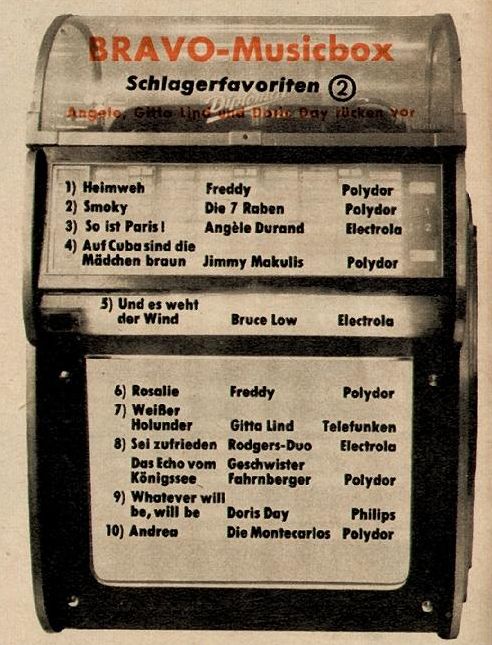 BRAVO-Musicbox
Schlagerfavoriten ②
Angelo, Gitta Lind und Doris Day rücken vor
1) Heimweh Freddy Polydor
2) Smoky Die 7 Raben Polydor
3) So ist Paris! Angèle Durand Electrola
4) Auf Cuba sind die
Mädchen braun Jimmy Makulis Polydor
5) Und es weht
der Wind Bruce Low Electrola
6) Rosalie Freddy Polydor
7) Weißer
Holunder Gitta Lind Telefunken
8) Sei zufrieden Rodgers-Duo Electrola
Das Echo vom Geschwister
Königssee Fahrnberger Polydor
9) Whatever will
be, will be Doris Day Philips
10) Andrea Die Montecarlos Polydor